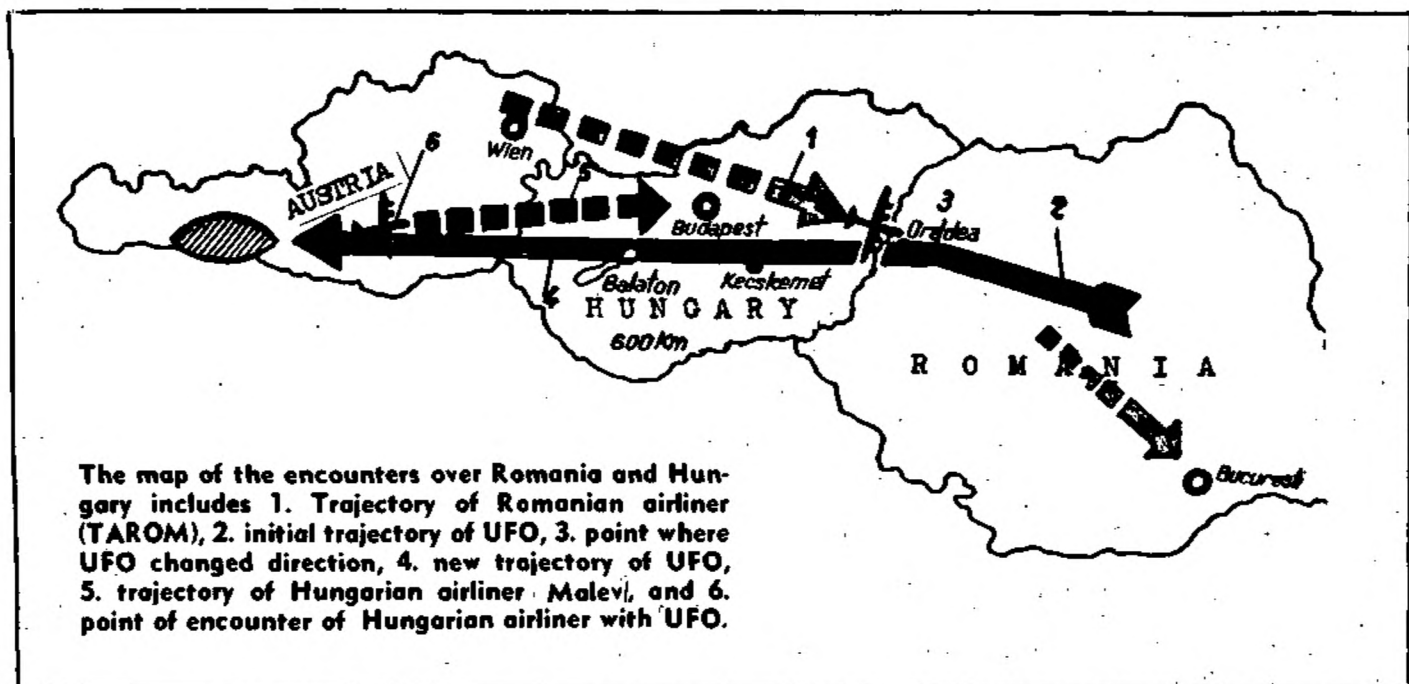 6
1
Wien
AUSTRIA
5
3
2
Budapest
Oradea
Balaton
Kecskemet
4
HUNGARY
600 km
ROMANIA
Bucuresti
The map of the encounters over Romania and Hun-
gary includes 1. Trajectory of Romanian airliner
(TAROM), 2. initial trajectory of UFO, 3. point where
UFO changed direction, 4. new trajectory of UFO,
5. trajectory of Hungarian airliner Malev, and 6.
point of encounter of Hungarian airliner with UFO.